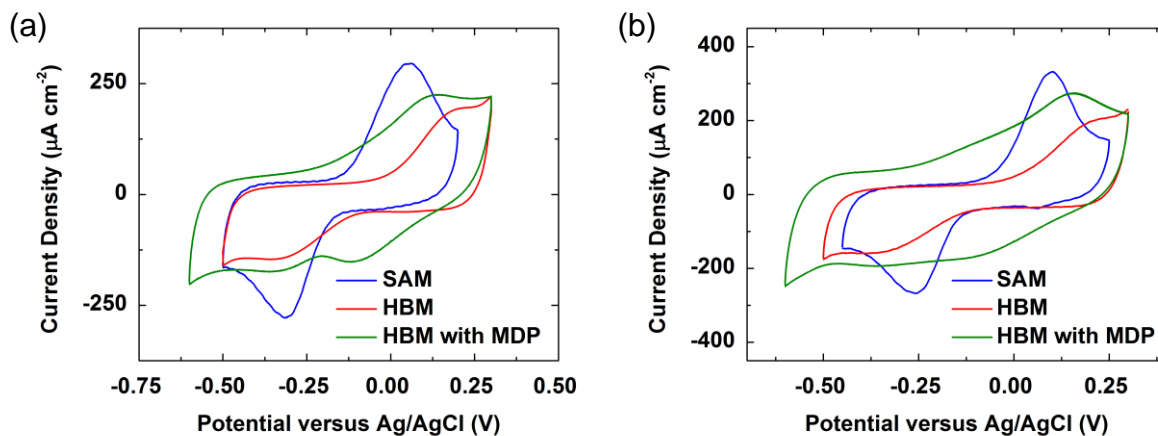 (a)
Current Density (µA cm-2)
250
0
-250
-0.75
-0.50
-0.25
0.00
0.25
0.50
Potential versus Ag/AgCl (V)
SAM
HBM
HBM with MDP
(b)
Current Density (µA cm-2)
400
200
0
-200
-400
-0.50
-0.25
0.00
0.25
Potential versus Ag/AgCl (V)
SAM
HBM
HBM with MDP